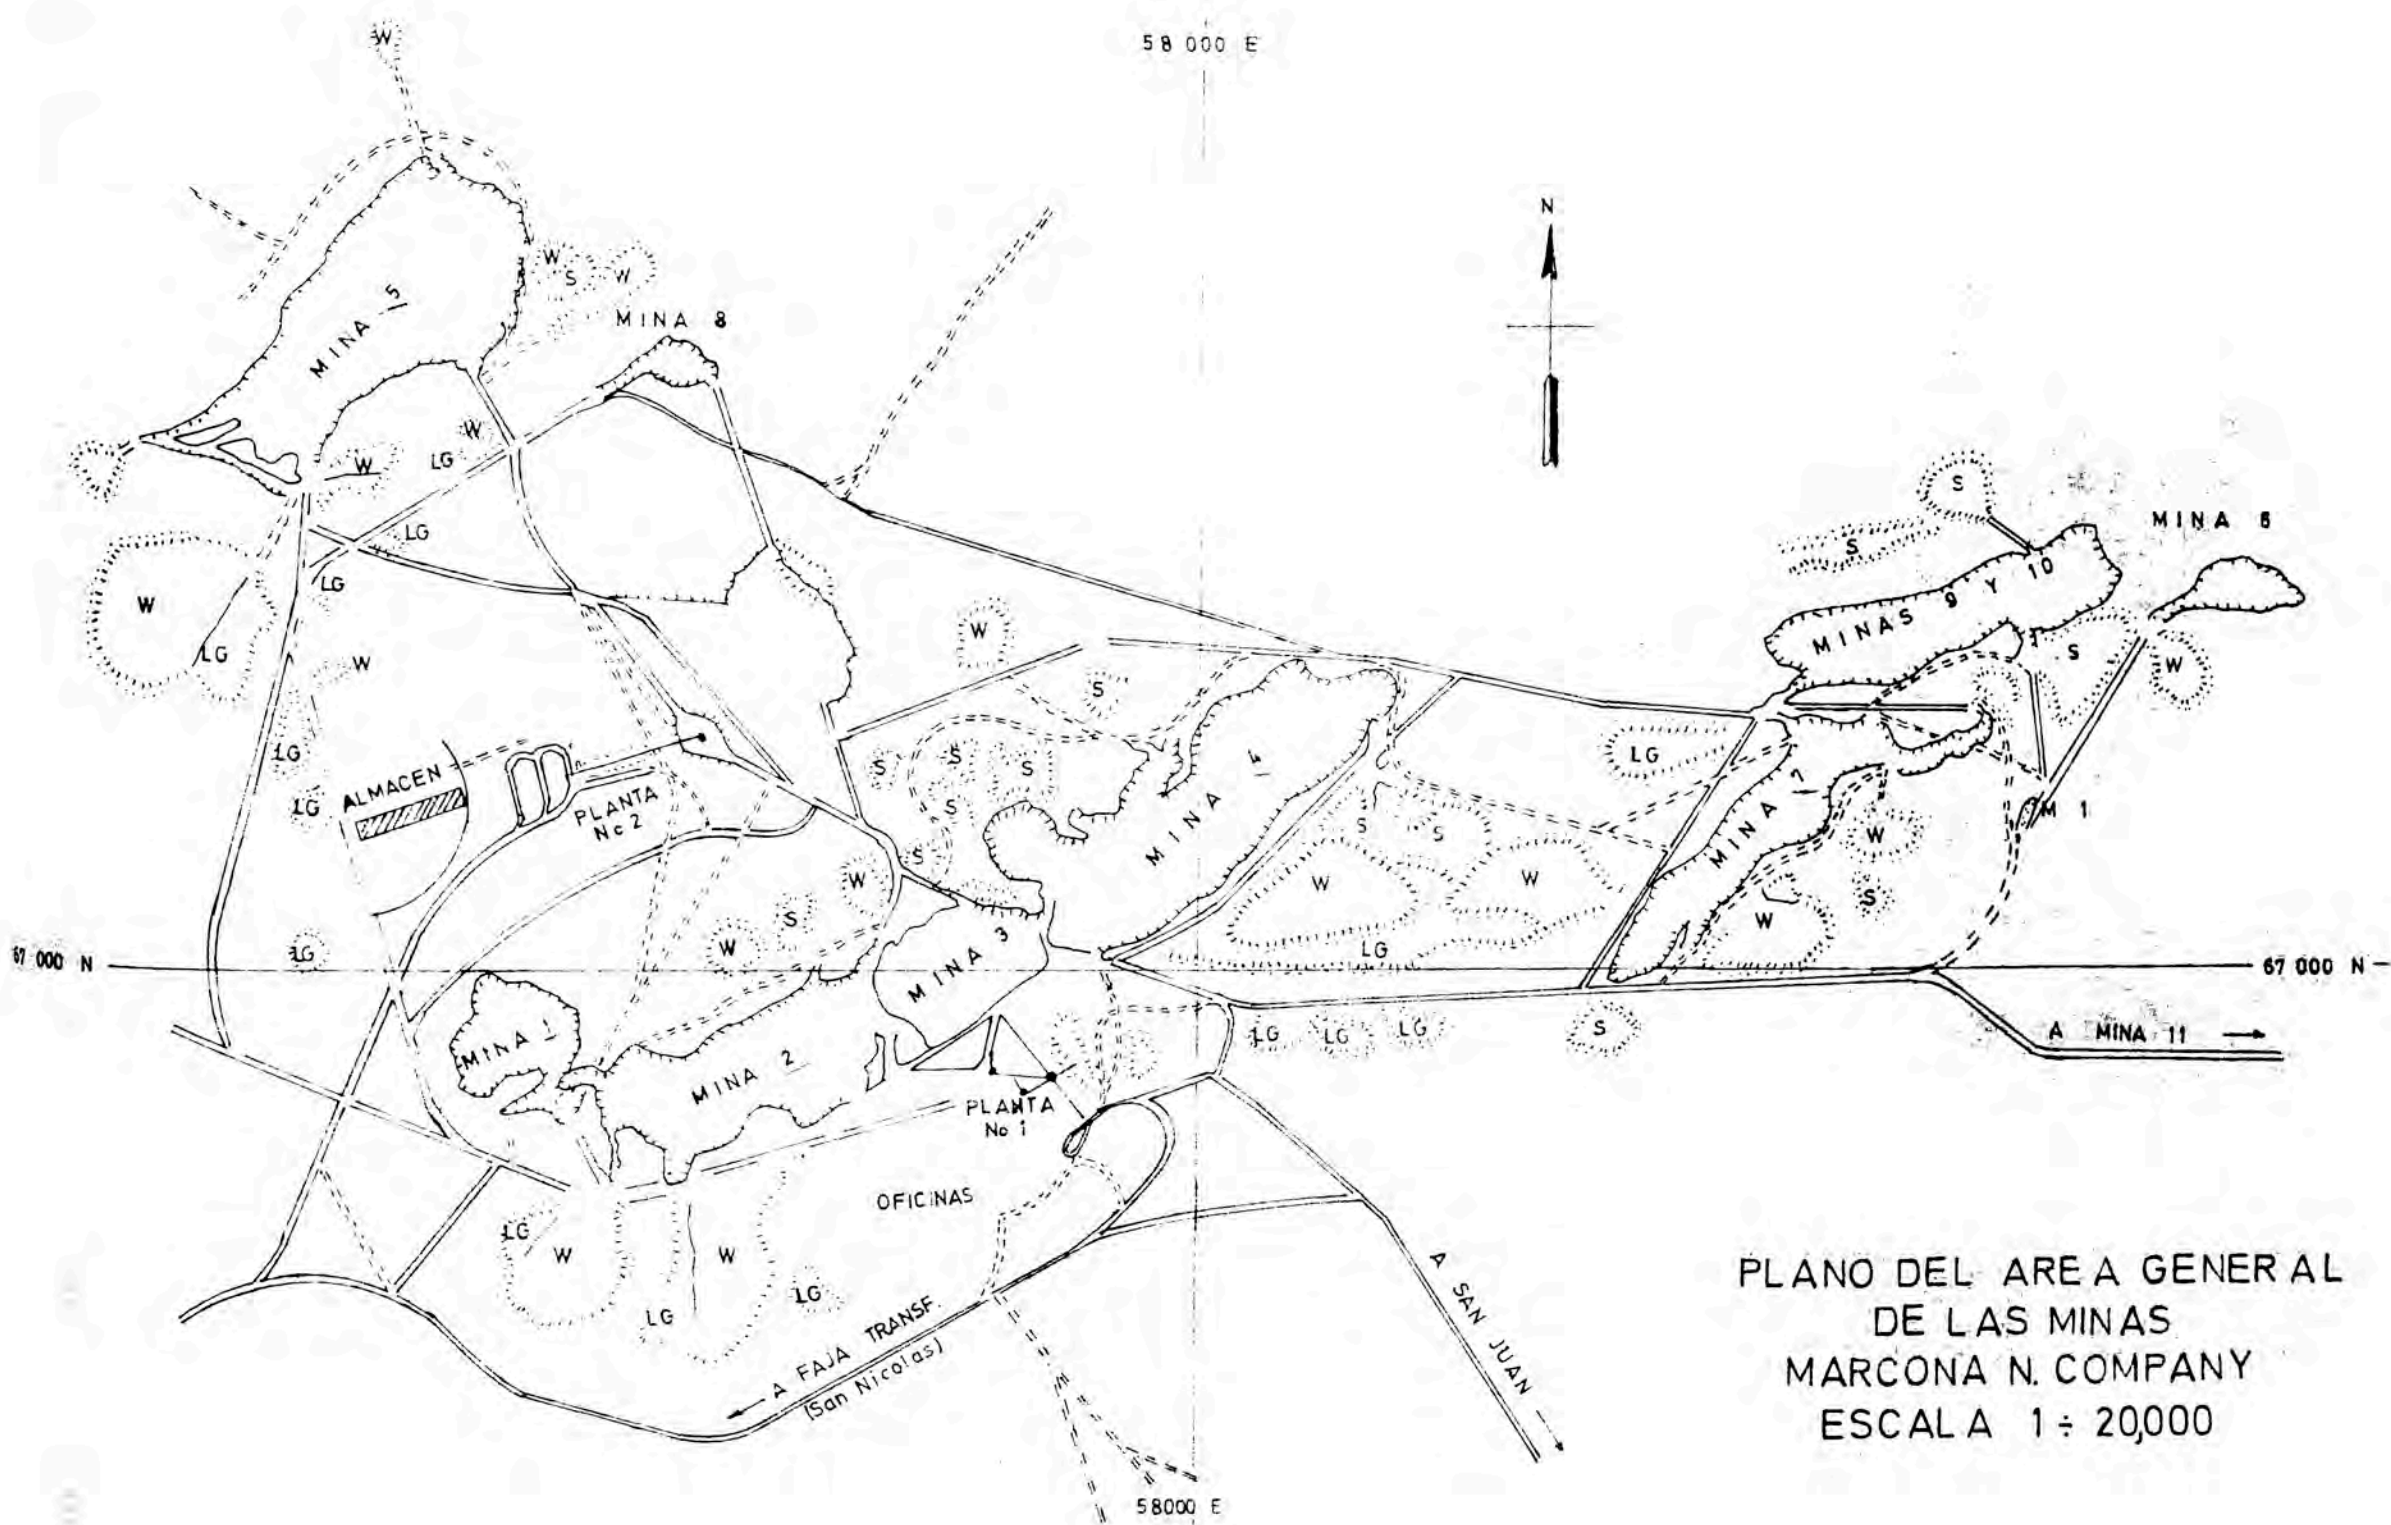 W
58 000 E
N
W
S
W
MINA 5
MINA 8
W
LG
W
S
MINA 6
LG
S
MINAS 9 Y 10
LG
W
W
LG
W
S
S
W
LG
S
S
S
LG
ALMACEN
LG
S
PLANTA
No 2
MINA 4
MINA 7
M 1
S
S
W
S
W
W
W
S
S
W
W
LG
MINA 3
LG
67 000 N
67 000 N
MINA 1
LG
LG
LG
S
A MINA 11
MINA 2
PLANTA
No 1
OFICINAS
LG
W
W
LG
LG
A SAN JUAN
A FAJA TRANSF.
(San Nicolas)
PLANO DEL AREA GENERAL
DE LAS MINAS
MARCONA N. COMPANY
ESCALA 1÷20,000
58000 E